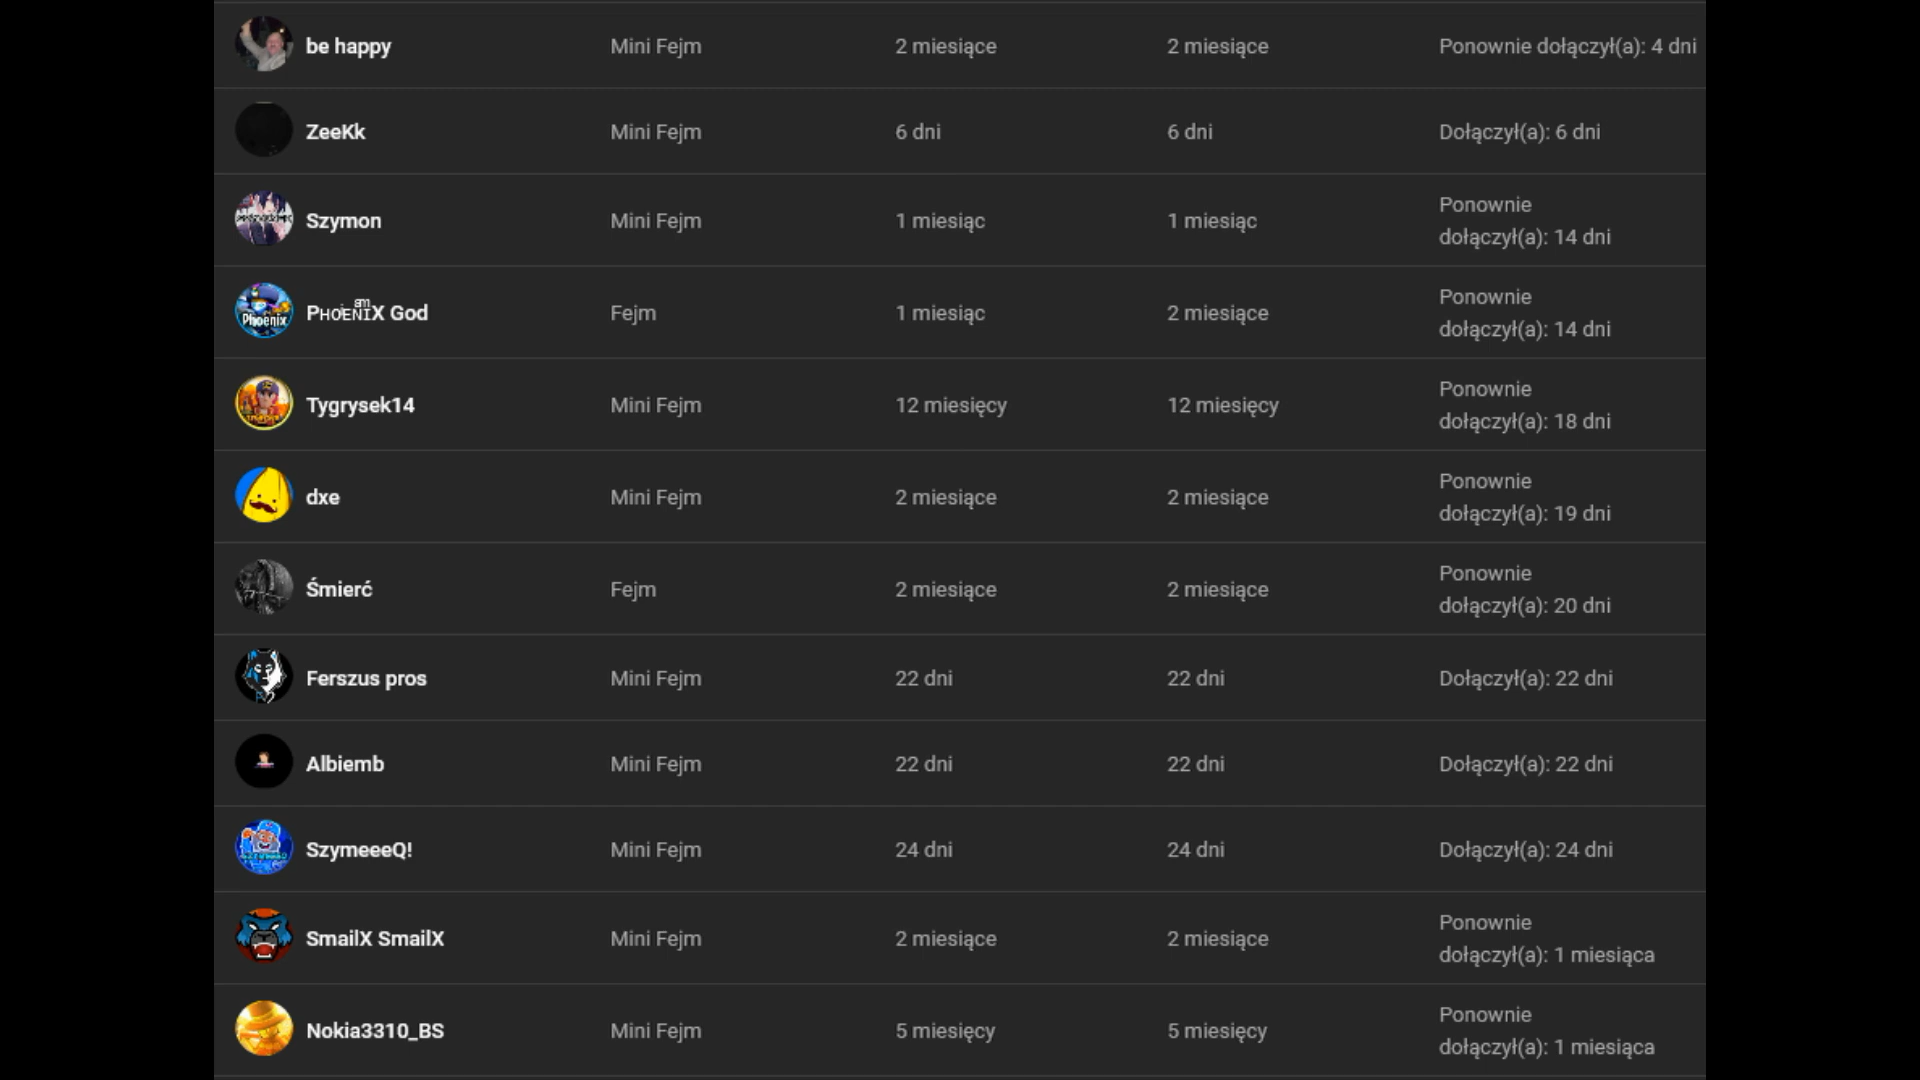 be happy Mini Fejm 2 miesiące 2 miesiące Ponownie dołączył(a): 4 dni
ZeeKk Mini Fejm 6 dni 6 dni Dołączył(a): 6 dni
Szymon Mini Fejm 1 miesiąc 1 miesiąc Ponownie
dołączył(a): 14 dni
Phoenix
God Fejm 1 miesiąc 2 miesiące Ponownie
dołączył(a): 14 dni
Tygrysek14 Mini Fejm 12 miesięcy 12 miesięcy Ponownie
dołączył(a): 18 dni
dxe Mini Fejm 2 miesiące 2 miesiące Ponownie
dołączył(a): 19 dni
Śmierć Fejm 2 miesiące 2 miesiące Ponownie
dołączył(a): 20 dni
Ferszus pros Mini Fejm 22 dni 22 dni Dołączył(a): 22 dni
Albiemb Mini Fejm 22 dni 22 dni Dołączył(a): 22 dni
SzymeeeQ! Mini Fejm 24 dni 24 dni Dołączył(a): 24 dni
SmailX SmailX Mini Fejm 2 miesiące 2 miesiące Ponownie
dołączył(a): 1 miesiąca
Nokia3310_BS Mini Fejm 5 miesięcy 5 miesięcy Ponownie
dołączył(a): 1 miesiąca